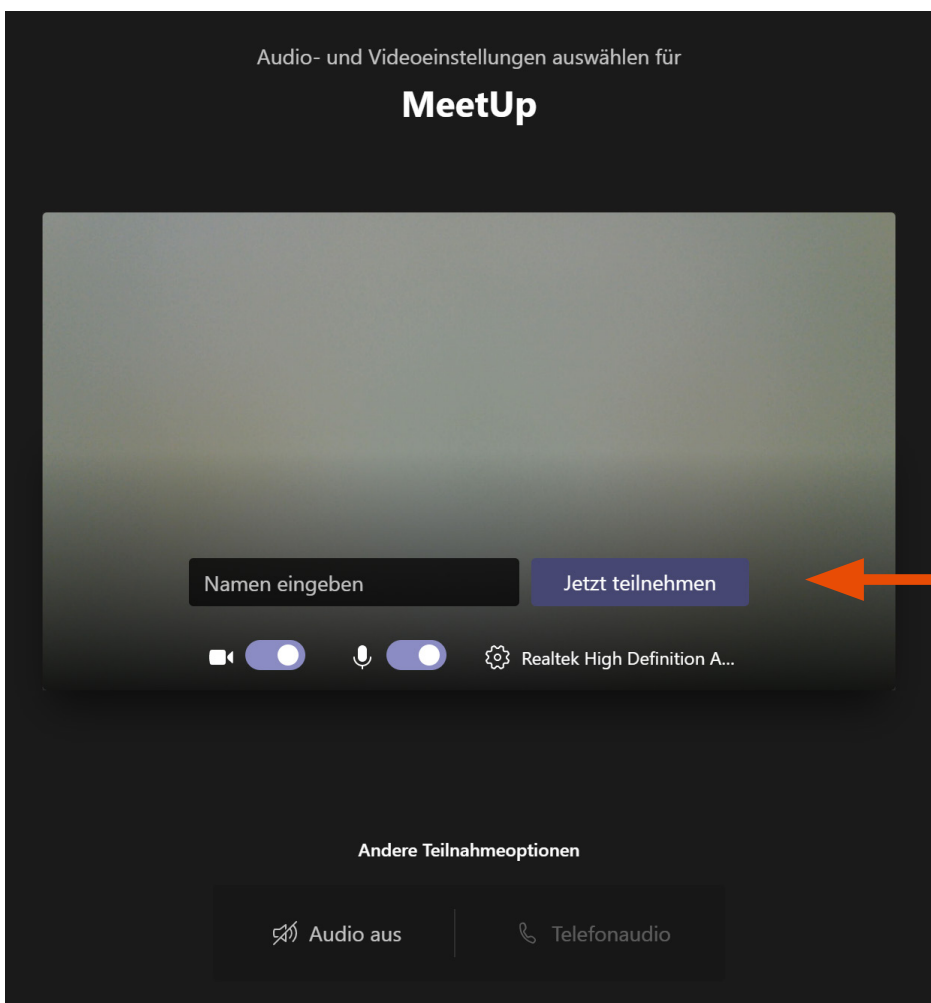 Audio- und Videoeinstellungen auswählen für
MeetUp
Namen eingeben
Jetzt teilnehmen
Realtek High Definition A...
Andere Teilnahmeoptionen
Audio aus
Telefonaudio